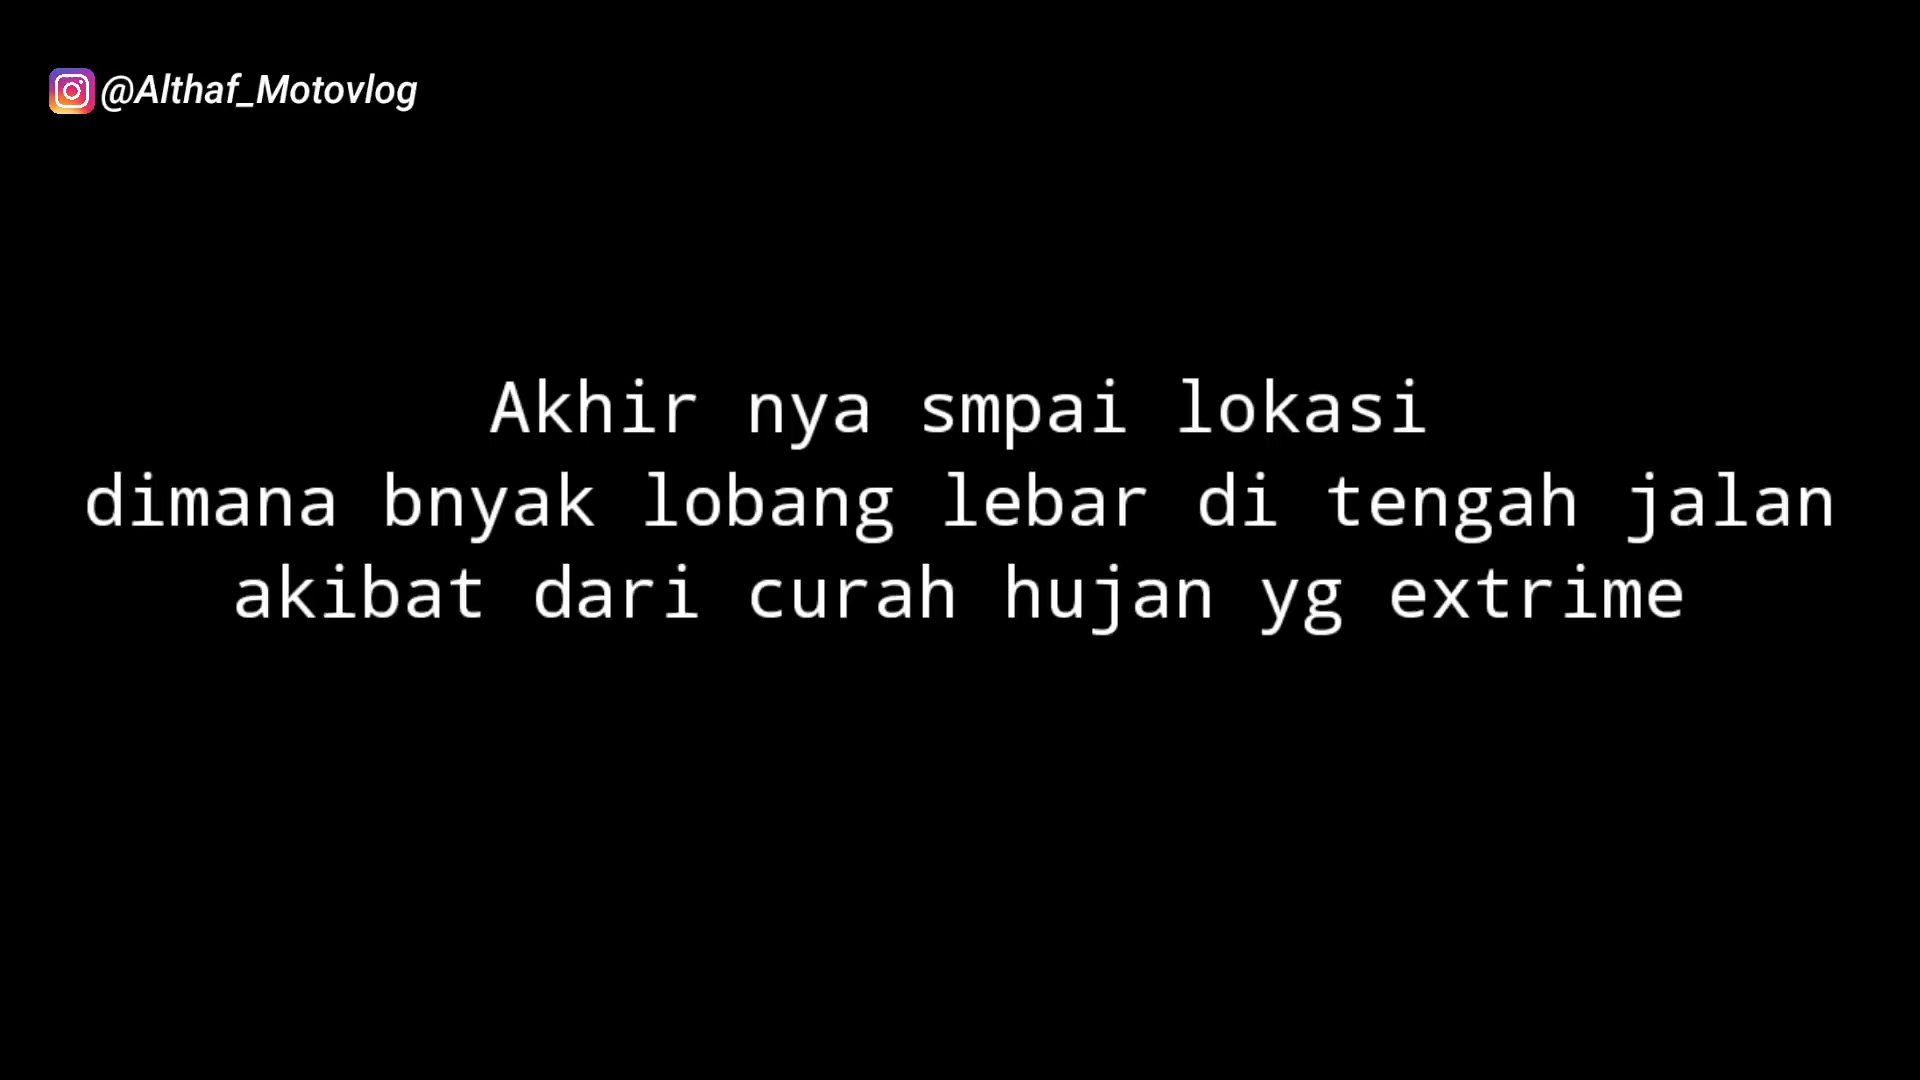 @Althaf_Motovlog
Akhir nya smpai lokasi
dimana bnyak lobang lebar di tengah jalan
akibat dari curah hujan yg extrime